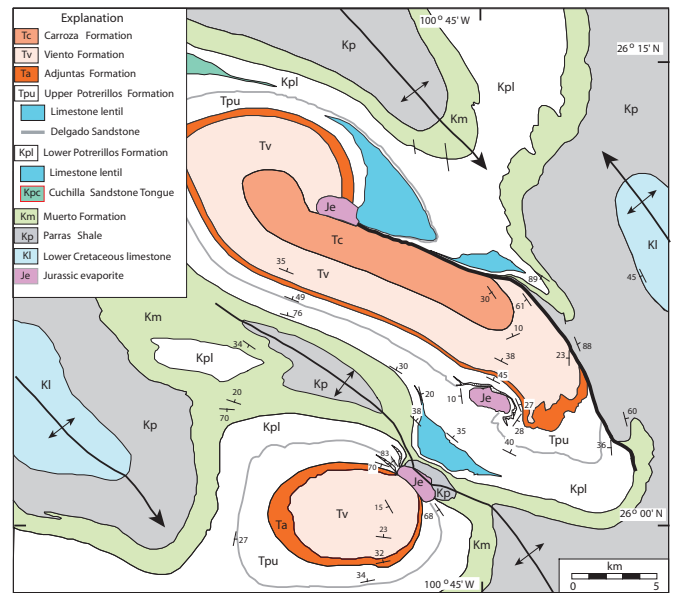 Explanation
Tc Carroza Formation
Tv Viento Formation
Ta Adjuntas Formation
Tpu Upper Potrerillos Formation
Limestone lentil
Delgado Sandstone
Kpl Lower Potrerillos Formation
Limestone lentil
Kpc Cuchilla Sandstone Tongue
Km Muerto Formation
Kp Parras Shale
Kl Lower Cretaceous limestone
Je Jurassic evaporite
100° 45' W
26° 15' N
Kp
Kpl
Kpl
Tpu
Km
Kp
Tv
Je
Kl
Tc
45
35
Tv
89
30
61
49
76
10
Km
34
88
38
23
Kpl
30
45
Kl
Kp
20
10
Je
27
20
38
70
28
60
Kp
Kpl
35
40
Tpu
36
83
70
Je
Kp
Kpl
Ta
Tv
15
68
26° 00' N
27
23
Km
32
Tpu
34
100° 45' W
km
0 5